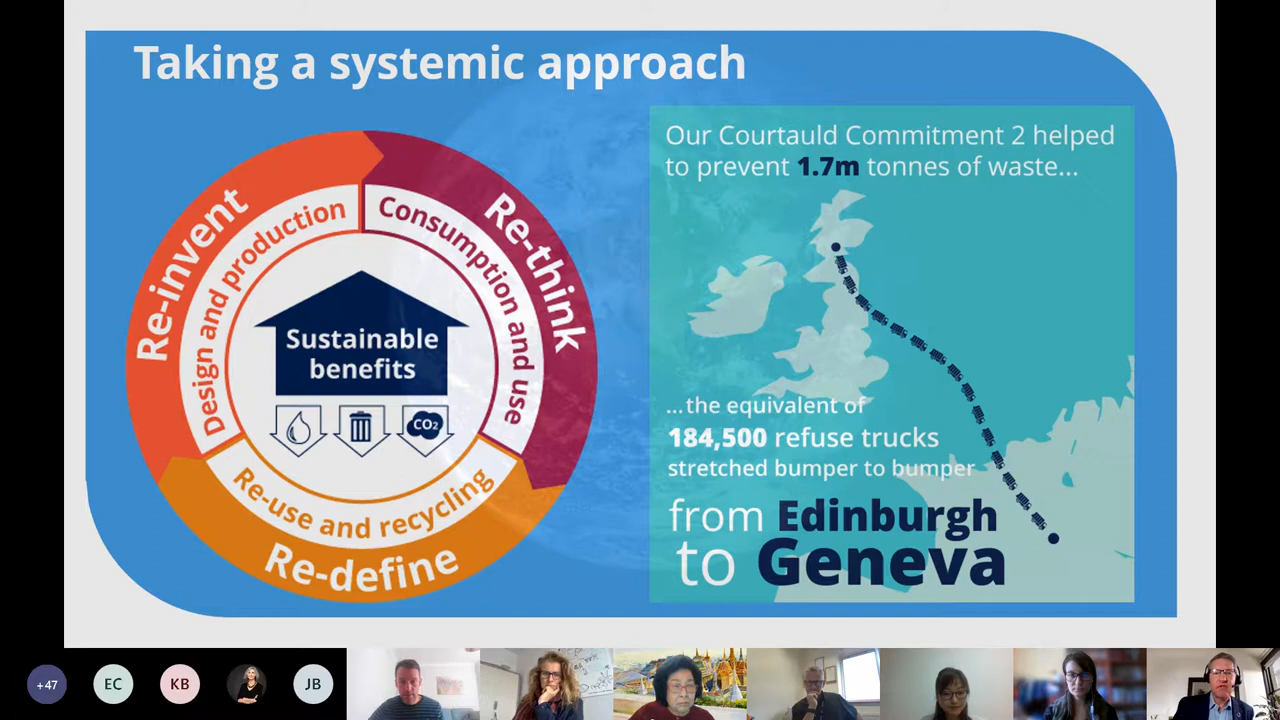 Taking a systemic approach
Re-invent
Design and production
Re-think
Consumption and use
Re-define
Re-use and recycling
Sustainable
benefits
CO2
Our Courtauld Commitment 2 helped
to prevent 1.7m tonnes of waste...
...the equivalent of
184,500 refuse trucks
stretched bumper to bumper
from Edinburgh
to Geneva
+47
EC
KB
JB